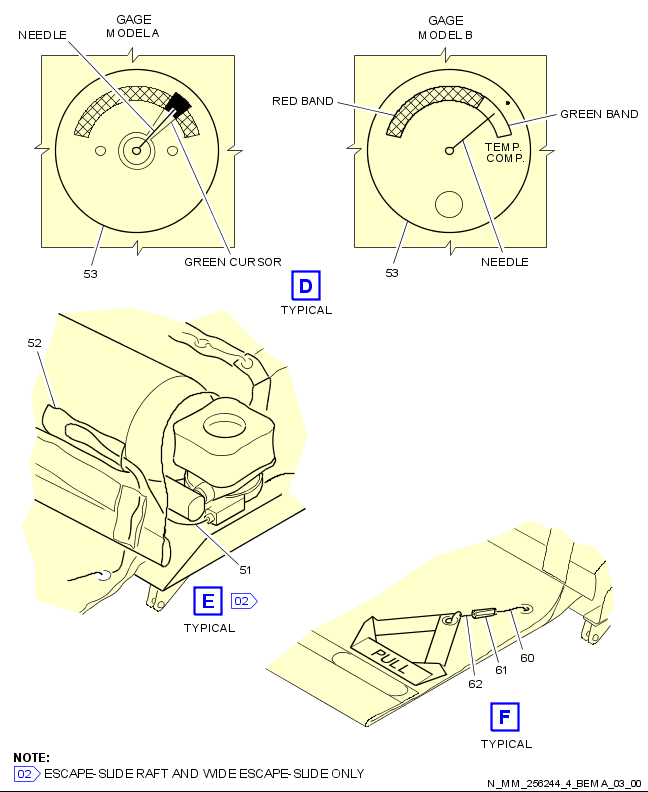 GAGE
MODEL A
GAGE
MODEL B
NEEDLE
RED BAND
GREEN BAND
TEMP.
COMP.
53
GREEN CURSOR
53
NEEDLE
D
TYPICAL
52
51
E
02
TYPICAL
PULL
60
61
62
F
TYPICAL
NOTE:
02 ESCAPE-SLIDE RAFT AND WIDE ESCAPE-SLIDE ONLY
N_MM_256244_4_BEMA_03_00